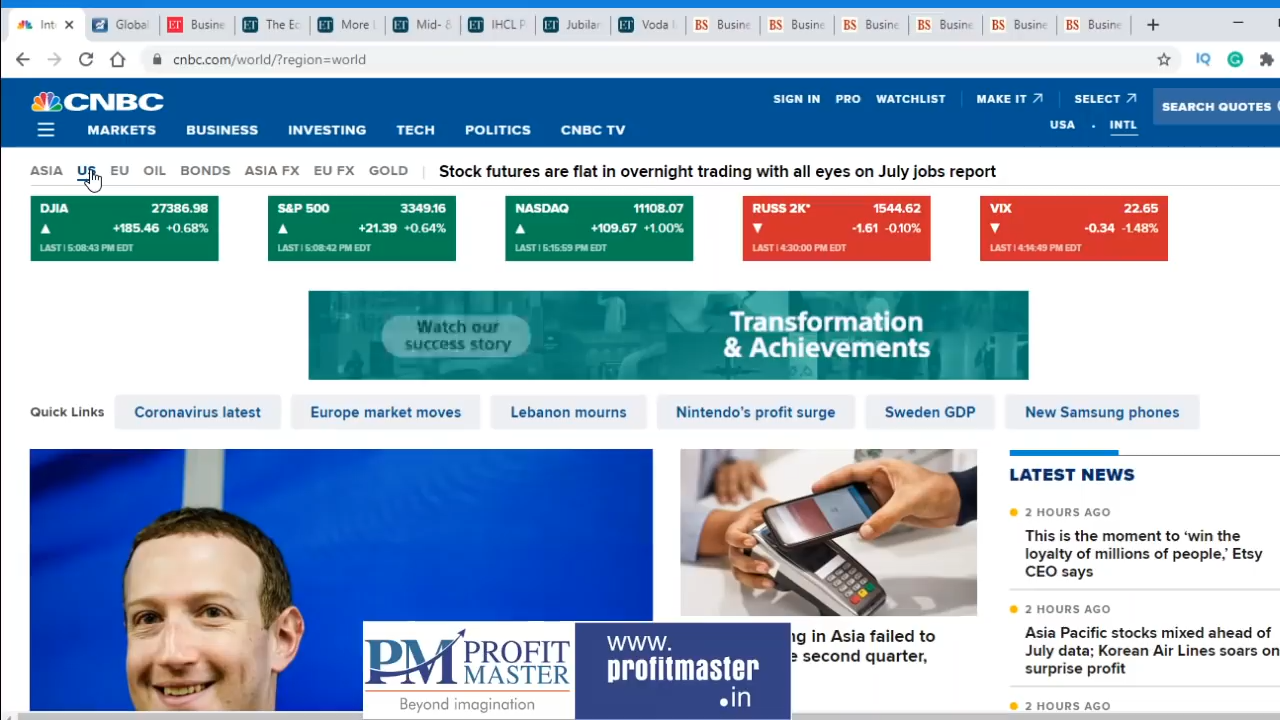 Int
Global
Busine
The Ec
More
Mid- &
IHCL P
Jubilar
Voda I
Busine
Busine
Busine
Busine
Busine
Busine
cnbc.com/world/?region=world
IQ
CNBC
SIGN IN PRO WATCHLIST MAKE IT SELECT
SEARCH QUOTES
MARKETS BUSINESS INVESTING TECH POLITICS CNBC TV
USA · INTL
ASIA US EU OIL BONDS ASIA FX EU FX GOLD
Stock futures are flat in overnight trading with all eyes on July jobs report
DJIA 27386.98
+185.46 +0.68%
LAST | 5:08:43 PM EDT
S&P 500 3349.16
+21.39 +0.64%
LAST | 5:08:42 PM EDT
NASDAQ 11108.07
+109.67 +1.00%
LAST | 5:15:59 PM EDT
RUSS 2K* 1544.62
-1.61 -0.10%
LAST | 4:30:00 PM EDT
VIX 22.65
-0.34 -1.48%
LAST | 4:14:49 PM EDT
Watch our
success story
Transformation
& Achievements
Quick Links
Coronavirus latest
Europe market moves
Lebanon mourns
Nintendo's profit surge
Sweden GDP
New Samsung phones
LATEST NEWS
2 HOURS AGO
This is the moment to ‘win the
loyalty of millions of people,’ Etsy
CEO says
2 HOURS AGO
Asia Pacific stocks mixed ahead of
July data; Korean Air Lines soars on
surprise profit
2 HOURS AGO
ng in Asia failed to
e second quarter,
PM PROFIT
MASTER
Beyond imagination
www.
profitmaster
.in